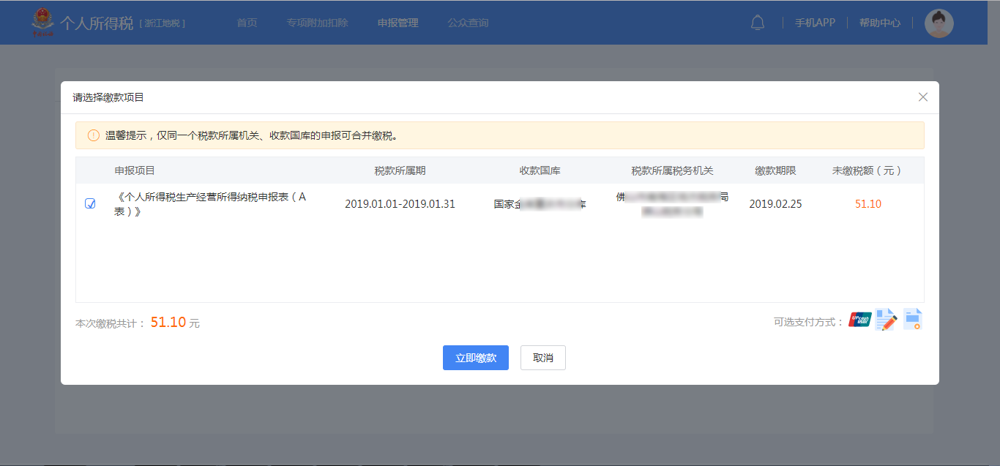 个人所得税 [ 浙江地税 ] 首页 专项附加扣除 申报管理 公众查询 手机APP 帮助中心
请选择缴款项目
温馨提示，仅同一个税款所属机关、收款国库的申报可合并缴税。
申报项目 税款所属期 收款国库 税款所属税务机关 缴款期限 未缴税额（元）
《个人所得税生产经营所得纳税申报表（A
表）》 2019.01.01-2019.01.31 国家金 库 佛 局 2019.02.25 51.10
本次缴税共计： 51.10 元 可选支付方式：
立即缴款 取消